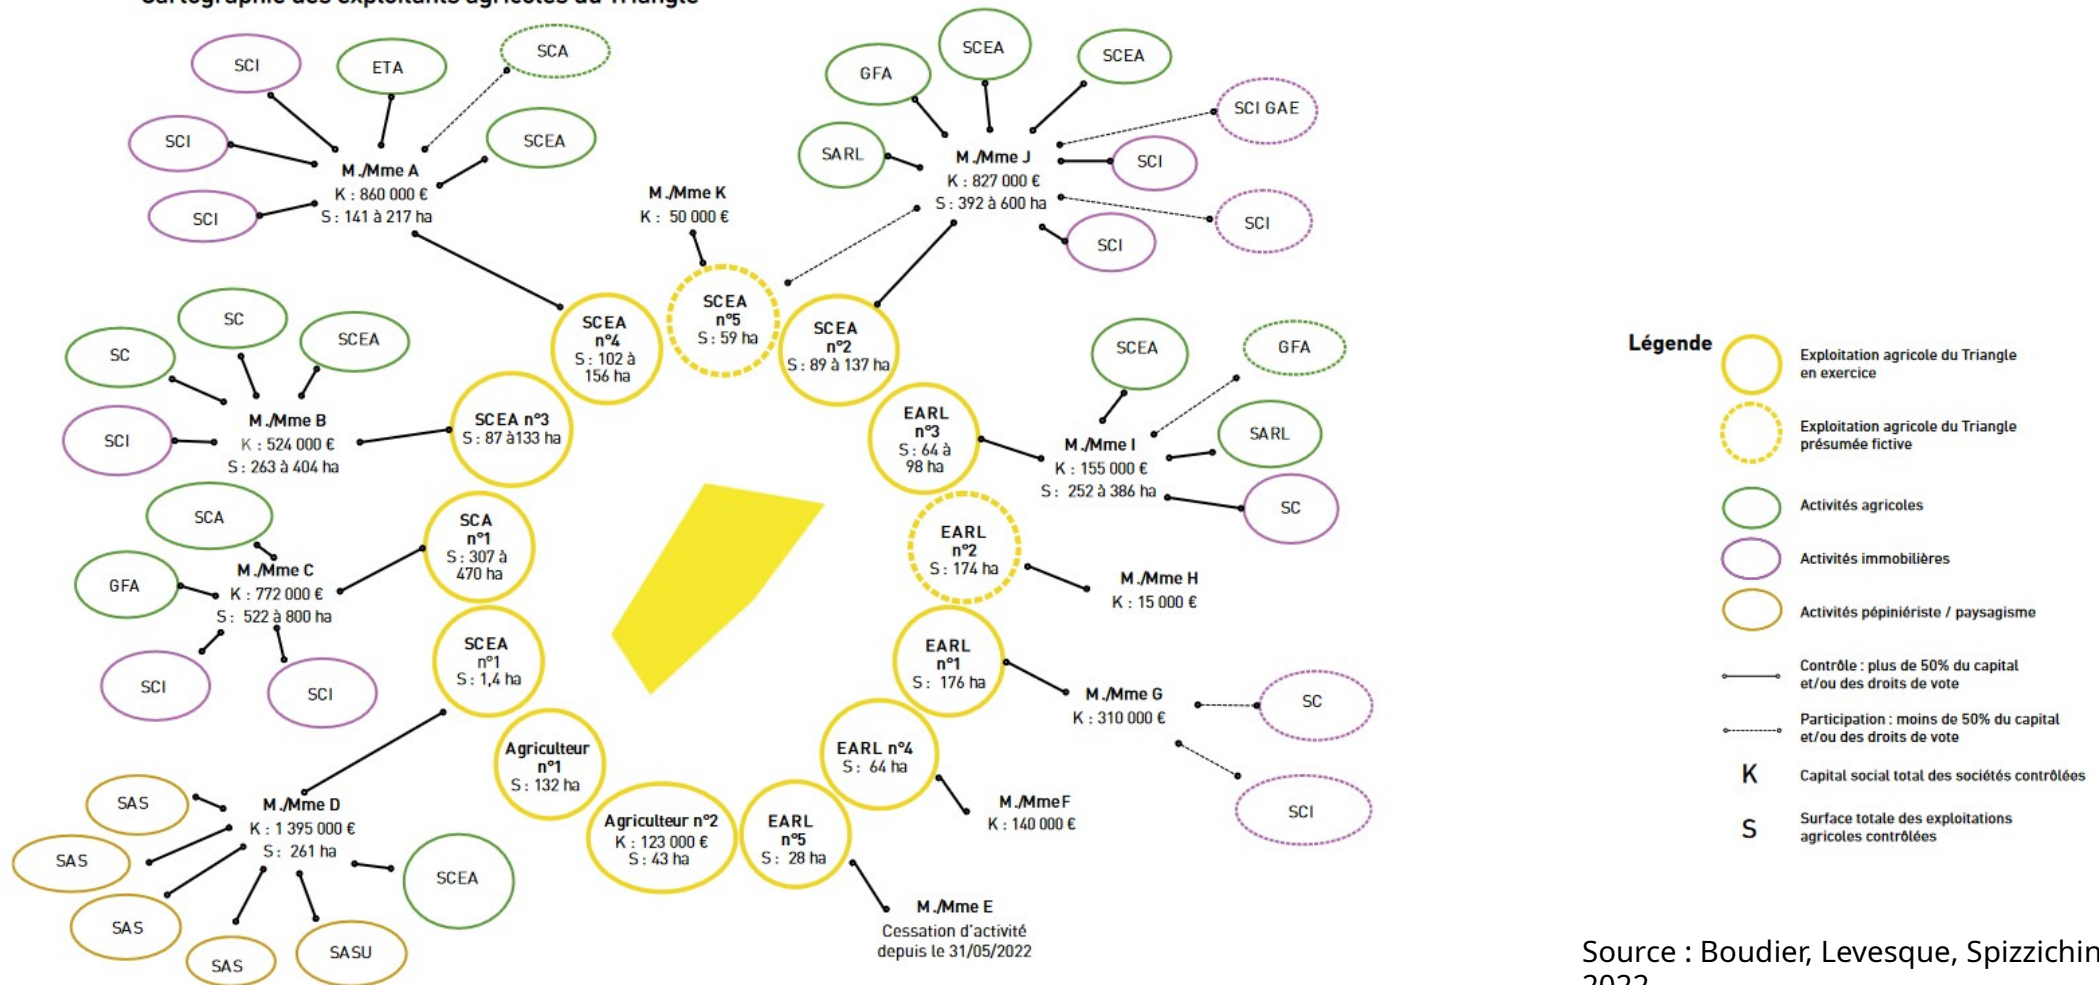 Cartographie des exploitants agricoles du Triangle
SCI
ETA
SCA
SCI
SCEA
SCI
M./Mme A
K : 860 000 €
S : 141 à 217 ha
GFA
SCEA
SCEA
SARL
SCI GAE
SCI
SCI
SCI
M./Mme J
K : 827 000 €
S : 392 à 600 ha
M./Mme K
K : 50 000 €
SCEA
n°4
S : 102 à
156 ha
SCEA
n°5
S : 59 ha
SCEA
n°2
S : 89 à 137 ha
SC
SC
SCEA
SCI
M./Mme B
K : 524 000 €
S : 263 à 404 ha
SCEA n°3
S : 87 à133 ha
EARL
n°3
S : 64 à
98 ha
SCEA
GFA
SARL
SC
M./Mme I
K : 155 000 €
S : 252 à 386 ha
SCA
GFA
M./Mme C
K : 772 000 €
S : 522 à 800 ha
SCI
SCI
SCA
n°1
S : 307 à
470 ha
EARL
n°2
S : 174 ha
M./Mme H
K : 15 000 €
SCEA
n°1
S : 1,4 ha
EARL
n°1
S : 176 ha
M./Mme G
K : 310 000 €
SC
SCI
Agriculteur
n°1
S : 132 ha
EARL n°4
S : 64 ha
M./MmeF
K : 140 000 €
Agriculteur n°2
K : 123 000 €
S : 43 ha
EARL
n°5
S : 28 ha
M./Mme E
Cessation d'activité
depuis le 31/05/2022
M./Mme D
K : 1 395 000 €
S : 261 ha
SAS
SAS
SAS
SAS
SASU
SCEA
Légende
Exploitation agricole du Triangle
en exercice
Exploitation agricole du Triangle
présumée fictive
Activités agricoles
Activités immobilières
Activités pépiniériste / paysagisme
Contrôle : plus de 50% du capital
et/ou des droits de vote
Participation : moins de 50% du capital
et/ou des droits de vote
K
Capital social total des sociétés contrôlées
S
Surface totale des exploitations
agricoles contrôlées
Source : Boudier, Levesque, Spizzichin
2022